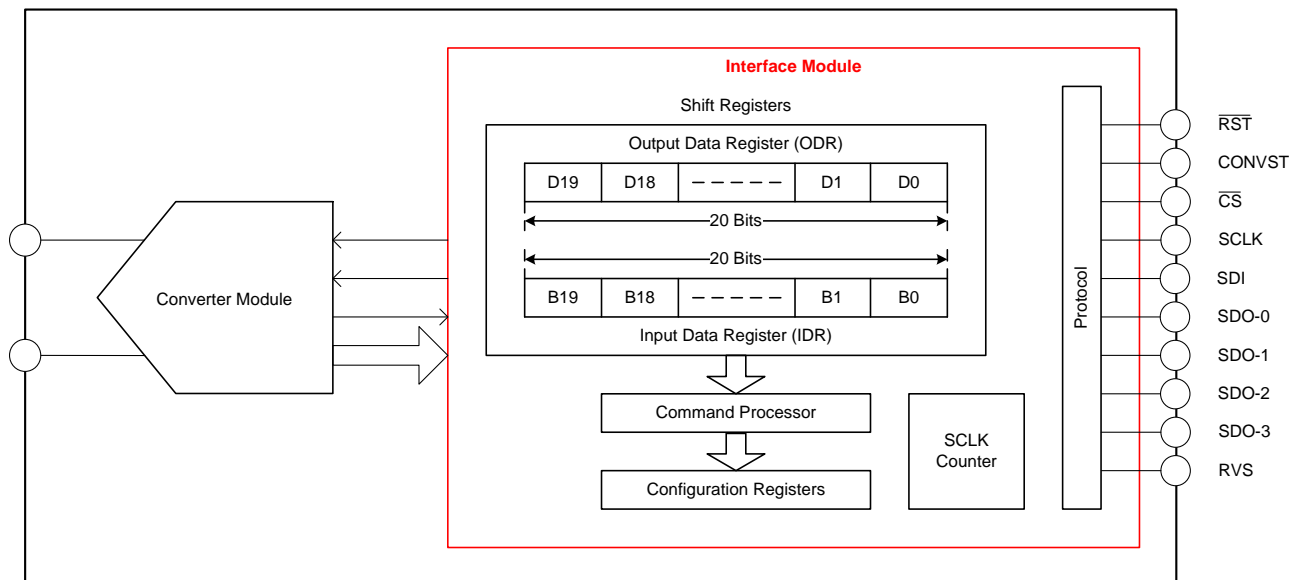 Interface Module
Shift Registers
Output Data Register (ODR)
D19 D18 D1 D0
20 Bits
20 Bits
B19 B18 B1 B0
Input Data Register (IDR)
Converter Module
Command Processor
Configuration Registers
SCLK
Counter
Protocol
RST
CONVST
CS
SCLK
SDI
SDO-0
SDO-1
SDO-2
SDO-3
RVS